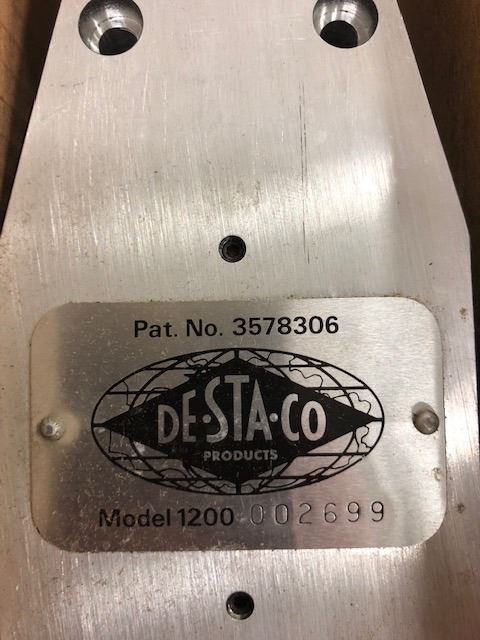 Pat. No. 3578306
DE·STA·CO
PRODUCTS
Model 1200 002699